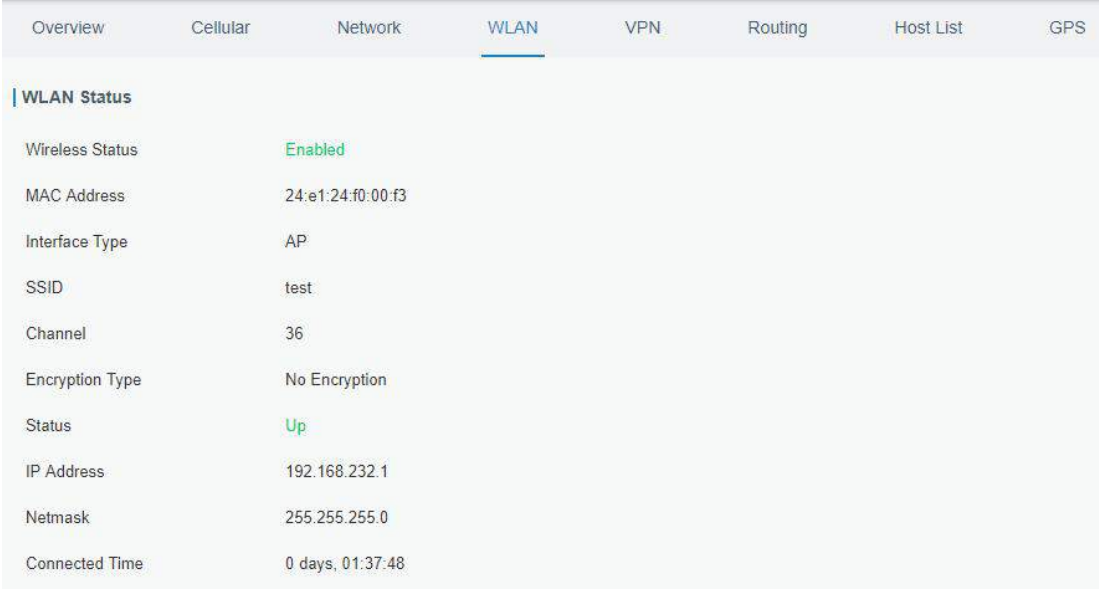 Overview Cellular Network WLAN VPN Routing Host List GPS
WLAN Status
Wireless Status Enabled
MAC Address 24:e1:24:f0:00:f3
Interface Type AP
SSID test
Channel 36
Encryption Type No Encryption
Status Up
IP Address 192.168.232.1
Netmask 255.255.255.0
Connected Time 0 days, 01:37:48